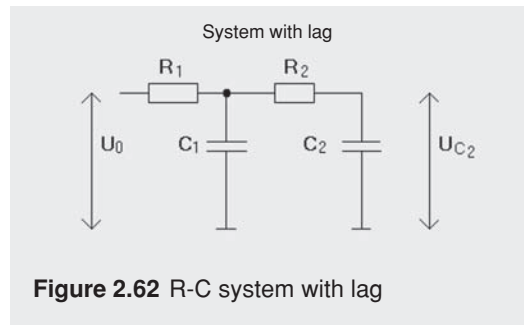 System with lag
R1 R2
U0 C1 C2 UC2
Figure 2.62 R-C system with lag